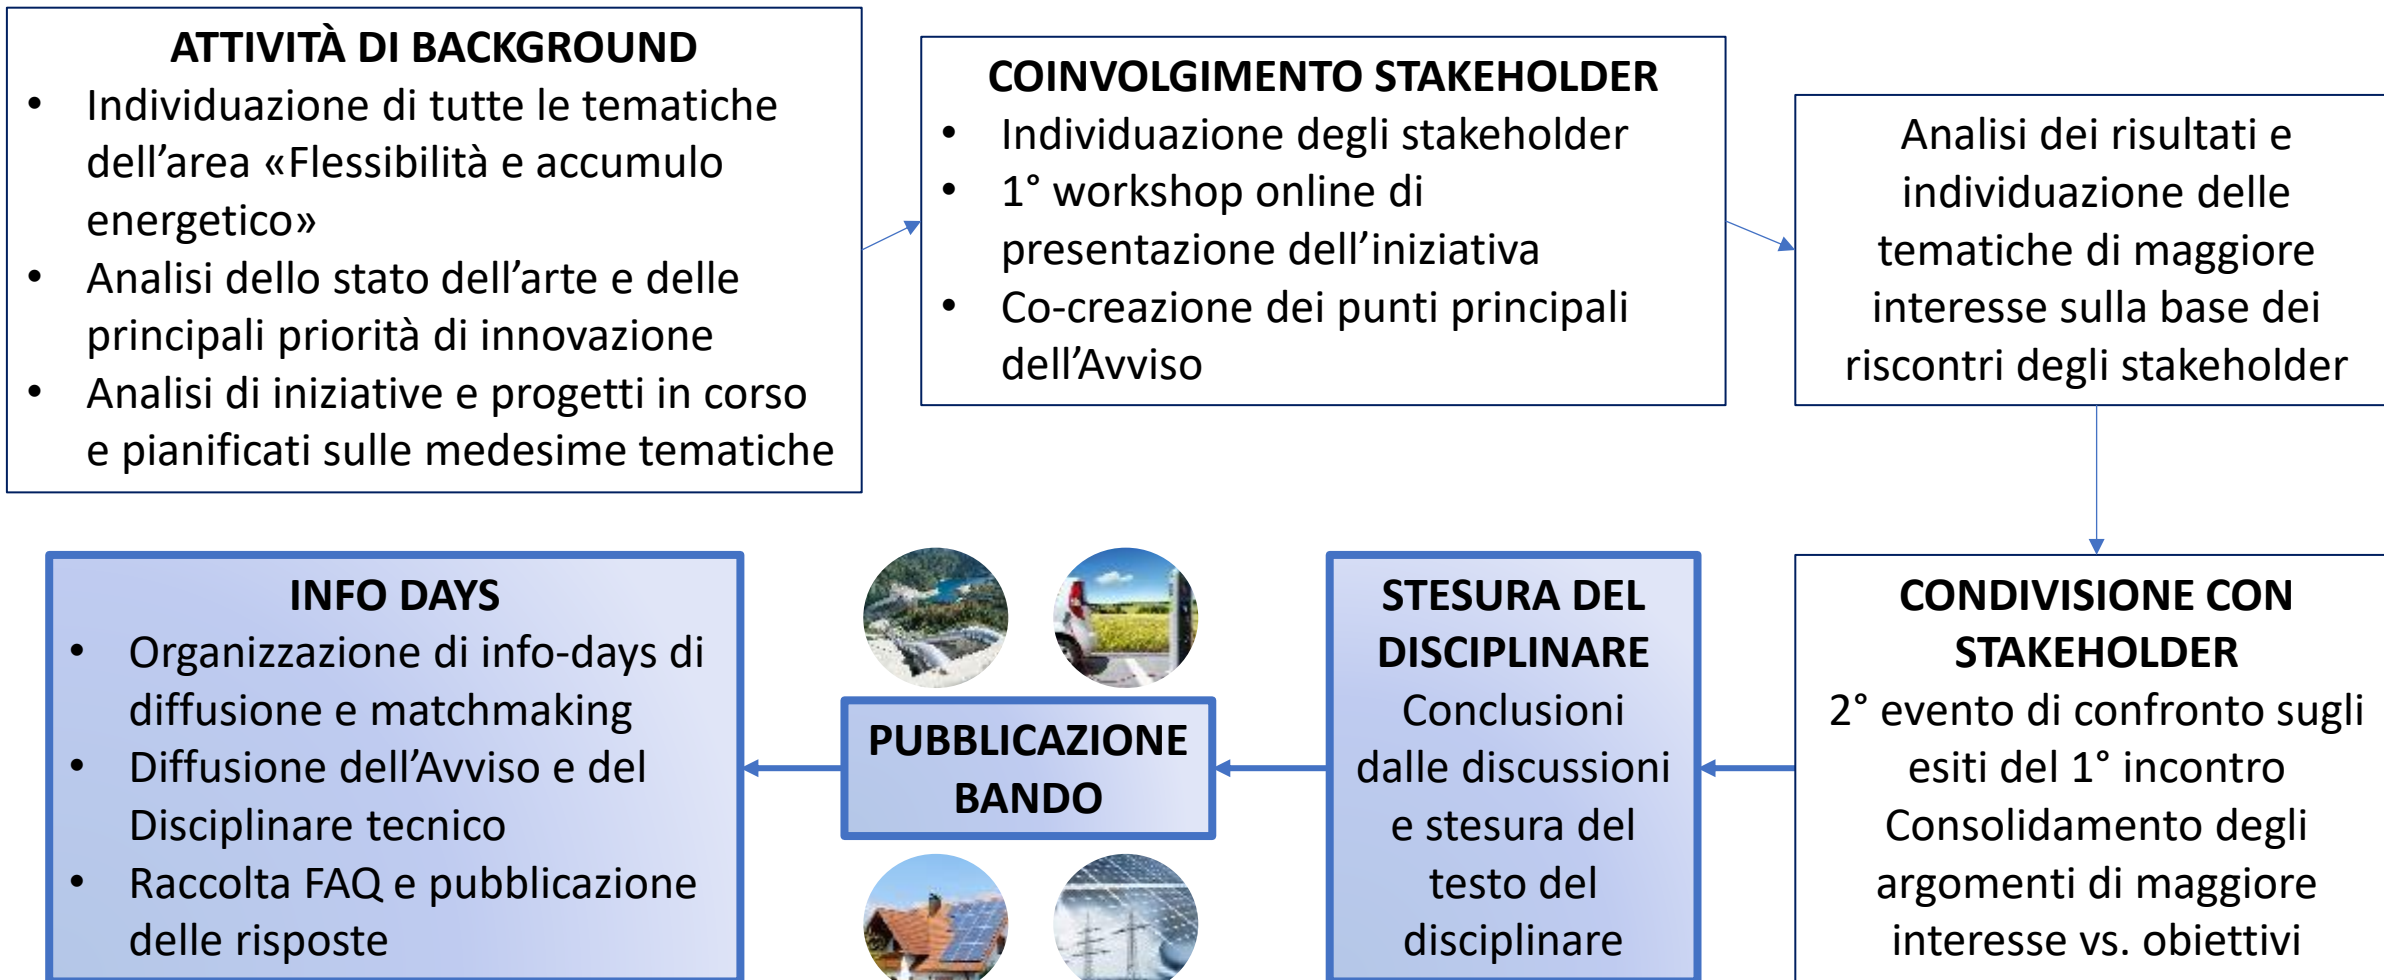 ATTIVITÀ DI BACKGROUND
• Individuazione di tutte le tematiche
dell’area «Flessibilità e accumulo
energetico»
• Analisi dello stato dell’arte e delle
principali priorità di innovazione
• Analisi di iniziative e progetti in corso
e pianificati sulle medesime tematiche
COINVOLGIMENTO STAKEHOLDER
• Individuazione degli stakeholder
• 1° workshop online di
presentazione dell’iniziativa
• Co-creazione dei punti principali
dell’Avviso
Analisi dei risultati e
individuazione delle
tematiche di maggiore
interesse sulla base dei
riscontri degli stakeholder
CONDIVISIONE CON
STAKEHOLDER
2° evento di confronto sugli
esiti del 1° incontro
Consolidamento degli
argomenti di maggiore
interesse vs. obiettivi
STESURA DEL
DISCIPLINARE
Conclusioni
dalle discussioni
e stesura del
testo del
disciplinare
PUBBLICAZIONE
BANDO
INFO DAYS
• Organizzazione di info-days di
diffusione e matchmaking
• Diffusione dell’Avviso e del
Disciplinare tecnico
• Raccolta FAQ e pubblicazione
delle risposte